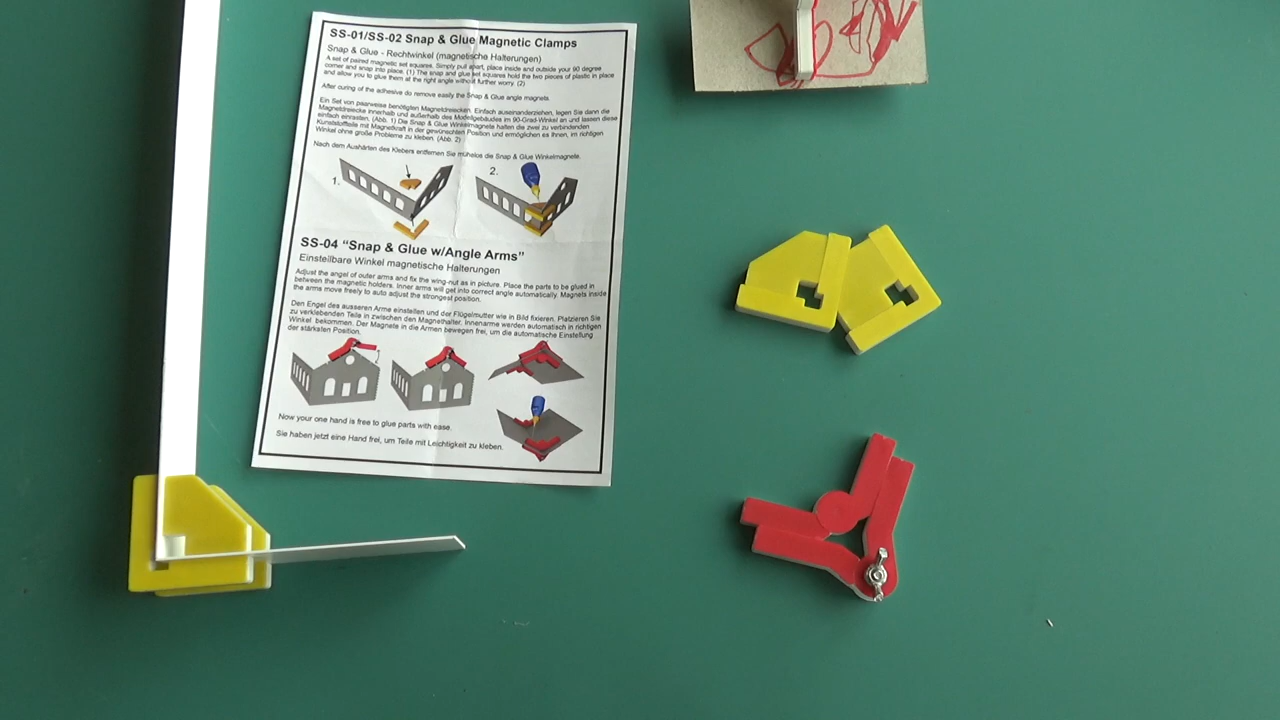 SS-01/SS-02 Snap & Glue Magnetic Clamps
Snap & Glue - Rechtwinkel (magnetische Halterungen)
A set of paired magnetic set squares. Simply pull apart, place inside and outside your 90 degree
corner and snap into place. (1) The snap and glue set squares hold the two pieces of plastic in place
and allow you to glue them at the right angle without further worry. (2)
After curing of the adhesive do remove easily the Snap & Glue angle magnets.
Ein Set von paarweise benötigten Magnetdreiecken. Einfach auseinanderziehen, legen Sie dann die
Magnetdreiecke innerhalb und außerhalb des Modellgebäudes im 90-Grad-Winkel an und lassen diese
einfach einrasten. (Abb. 1) Die Snap & Glue Winkelmagnete halten die zwei zu verbindenden
Kunststoffteile mit Magnetkraft in der gewünschten Position und ermöglichen es Ihnen, im richtigen
Winkel ohne große Probleme zu kleben. (Abb. 2)
Nach dem Aushärten des Klebers entfernen Sie mühelos die Snap & Glue Winkelmagnete.
1.
2.
SS-04 “Snap & Glue w/Angle Arms”
Einstellbare Winkel magnetische Halterungen
Adjust the angel of outer arms and fix the wing-nut as in picture. Place the parts to be glued in
between the magnetic holders. Inner arms will get into correct angle automatically. Magnets inside
the arms move freely to auto adjust the strongest position.
Den Engel des ausseren Arme einstellen und der Flügelmutter wie in Bild fixieren. Platzieren Sie
zu verklebenden Teile in zwischen den Magnethalter. Innenarme werden automatisch in richtigen
Winkel bekommen. Der Magnete in die Armen bewegen frei, um die automatische Einstellung
der stärksten Position.
Now your one hand is free to glue parts with ease.
Sie haben jetzt eine Hand frei, um Teile mit Leichtigkeit zu kleben.